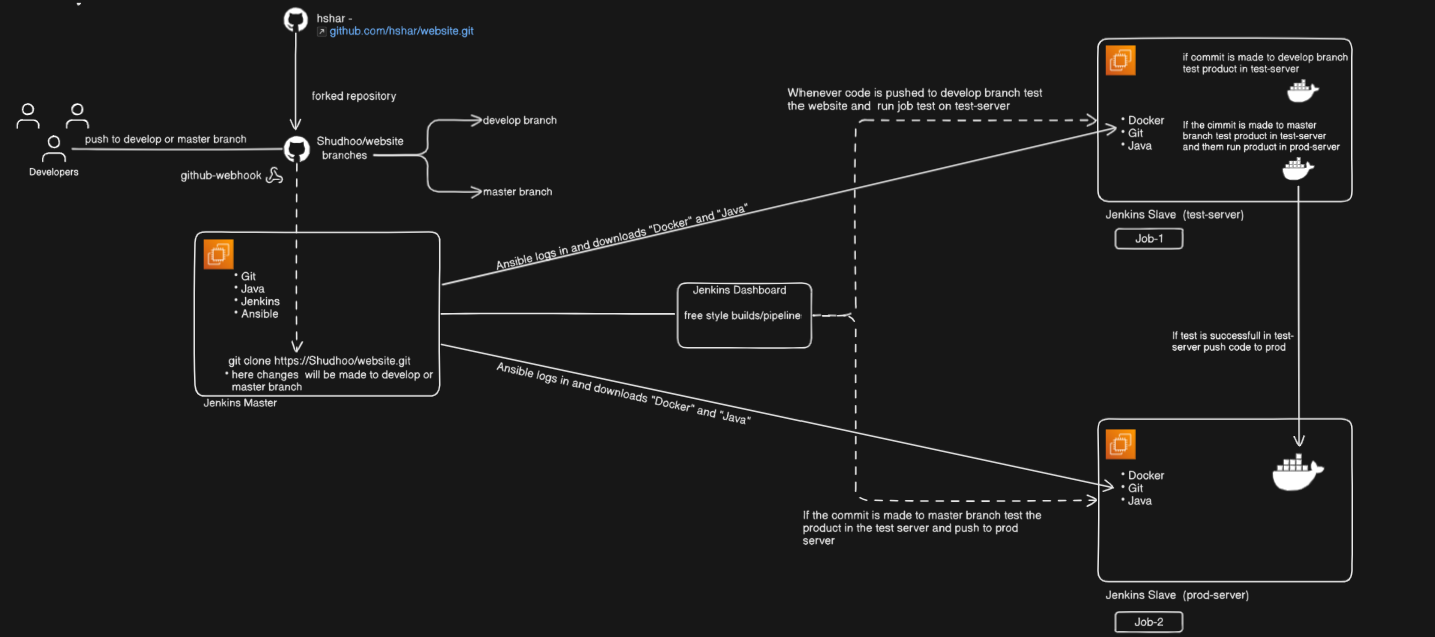 hshar -
github.com/hshar/website.git
forked repository
push to develop or master branch
Developers
Shudhoo/website
branches
develop branch
master branch
github-webhook
• Git
• Java
• Jenkins
• Ansible
git clone https://Shudhoo/website.git
• here changes will be made to develop or
master branch
Jenkins Master
Ansible logs in and downloads "Docker" and "Java"
Jenkins Dashboard
free style builds/pipeline
Ansible logs in and downloads "Docker" and "Java"
Whenever code is pushed to develop branch test
the website and run job test on test-server
if commit is made to develop branch
test product in test-server
• Docker
• Git
• Java
If the cimmit is made to master
branch test product in test-server
and them run product in prod-server
Jenkins Slave (test-server)
Job-1
If test is successfull in test-
server push code to prod
If the commit is made to master branch test the
product in the test server and push to prod
server
• Docker
• Git
• Java
Jenkins Slave (prod-server)
Job-2